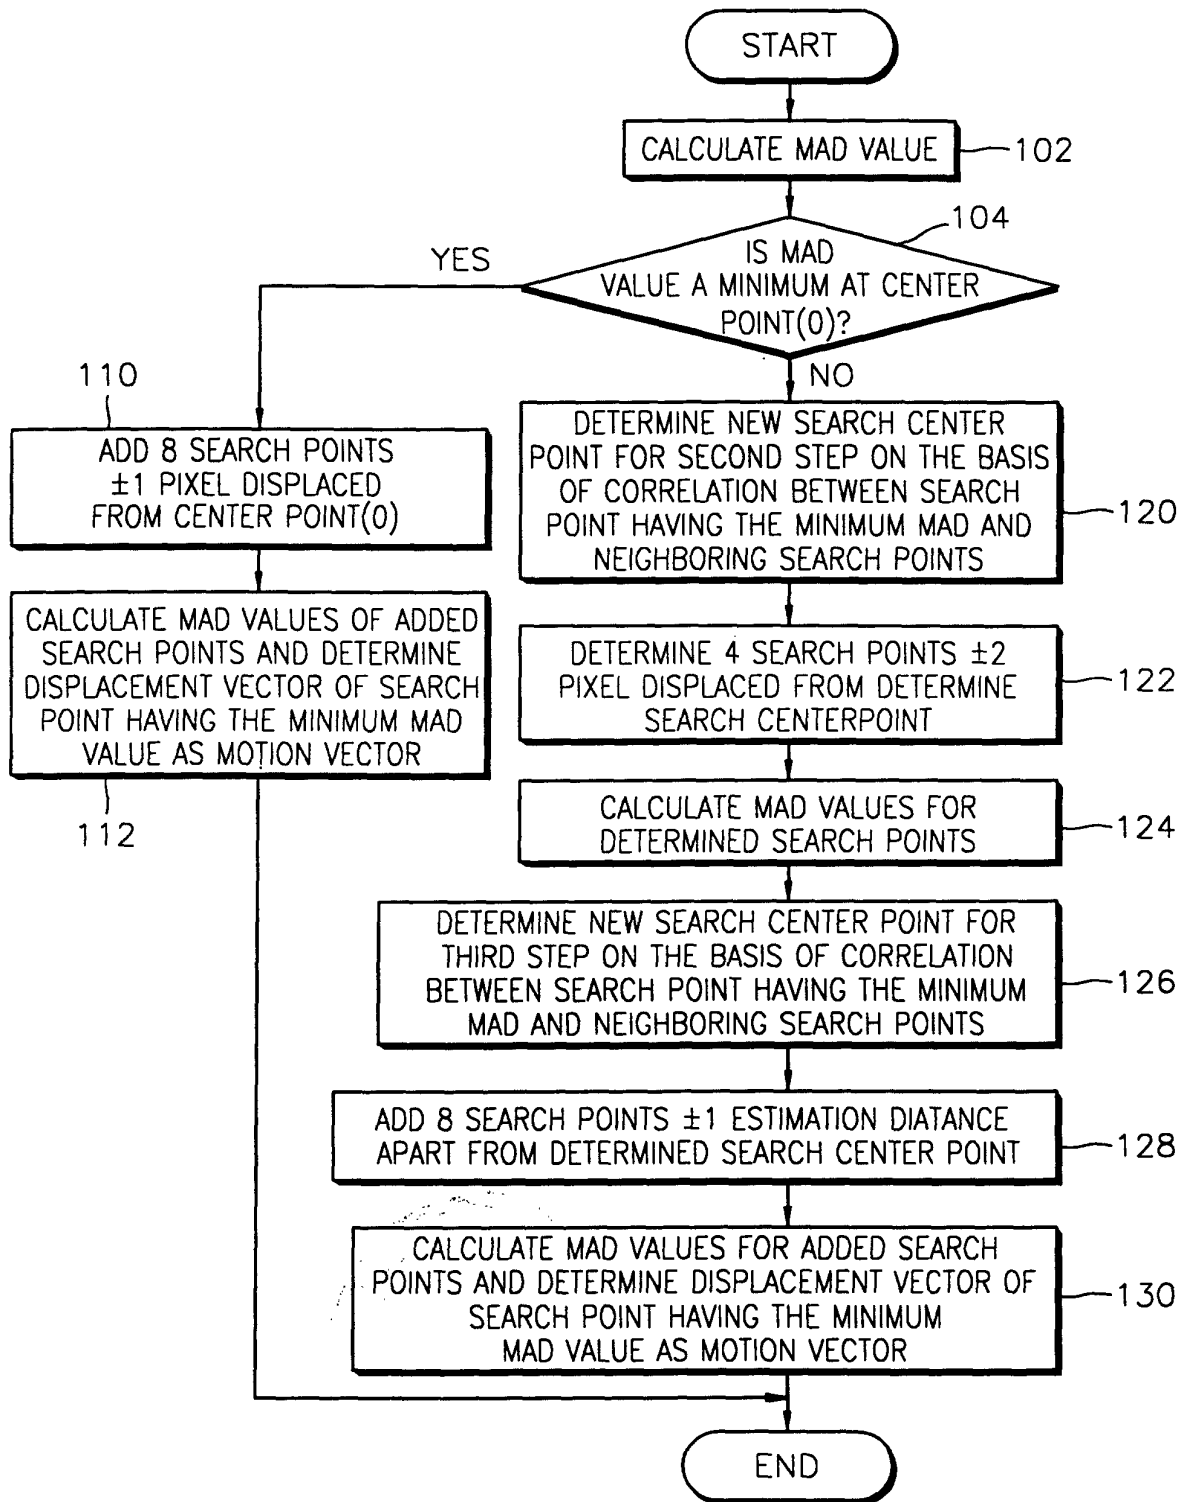 START
CALCULATE MAD VALUE
102
104
IS MAD
VALUE A MINIMUM AT CENTER
POINT(0)?
YES
NO
110
ADD 8 SEARCH POINTS
±1 PIXEL DISPLACED
FROM CENTER POINT(0)
CALCULATE MAD VALUES OF ADDED
SEARCH POINTS AND DETERMINE
DISPLACEMENT VECTOR OF SEARCH
POINT HAVING THE MINIMUM MAD
VALUE AS MOTION VECTOR
112
DETERMINE NEW SEARCH CENTER
POINT FOR SECOND STEP ON THE BASIS
OF CORRELATION BETWEEN SEARCH
POINT HAVING THE MINIMUM MAD AND
NEIGHBORING SEARCH POINTS
120
DETERMINE 4 SEARCH POINTS ±2
PIXEL DISPLACED FROM DETERMINE
SEARCH CENTERPOINT
122
CALCULATE MAD VALUES FOR
DETERMINED SEARCH POINTS
124
DETERMINE NEW SEARCH CENTER POINT FOR
THIRD STEP ON THE BASIS OF CORRELATION
BETWEEN SEARCH POINT HAVING THE MINIMUM
MAD AND NEIGHBORING SEARCH POINTS
126
ADD 8 SEARCH POINTS ±1 ESTIMATION DIATANCE
APART FROM DETERMINED SEARCH CENTER POINT
128
CALCULATE MAD VALUES FOR ADDED SEARCH
POINTS AND DETERMINE DISPLACEMENT VECTOR OF
SEARCH POINT HAVING THE MINIMUM
MAD VALUE AS MOTION VECTOR
130
END